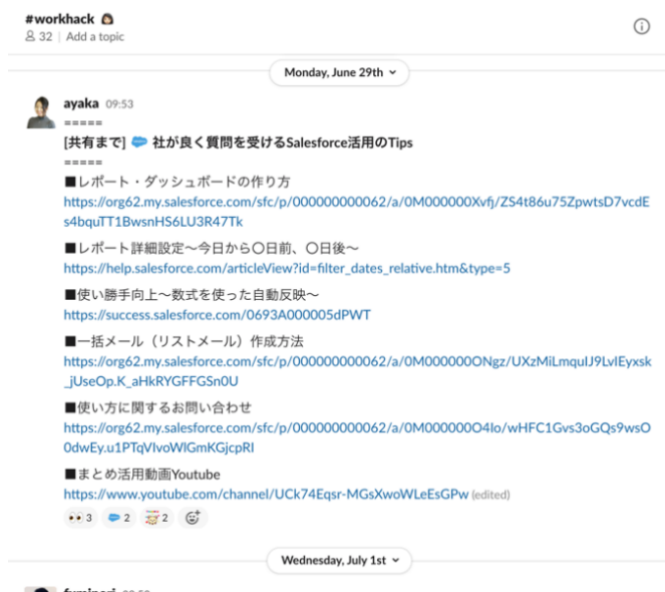 #workhack
32 | Add a topic
Monday, June 29th
ayaka 09:53
=====
[共有まで] 社が良く質問を受けるSalesforce活用のTips
=====
■レポート・ダッシュボードの作り方
https://org62.my.salesforce.com/sfc/p/000000000062/a/0M000000Xvfj/ZS4t86u75ZpwtsD7vcdE
s4bquTT1BwsnHS6LU3R47Tk
■レポート詳細設定〜今日から〇日前、〇日後〜
https://help.salesforce.com/articleView?id=filter_dates_relative.htm&type=5
■使い勝手向上〜数式を使った自動反映〜
https://success.salesforce.com/0693A000005dPWT
■一括メール（リストメール）作成方法
https://org62.my.salesforce.com/sfc/p/000000000062/a/0M000000ONgz/UXzMiLmquIJ9LvlEyxsk
_jUseOp.K_aHkRYGFFGSn0U
■使い方に関するお問い合わせ
https://org62.my.salesforce.com/sfc/p/000000000062/a/0M000000O4Io/wHFC1Gvs3oGQs9wsO
0dwEy.u1PTqVIvoWlGmKGjcpRI
■まとめ活用動画Youtube
https://www.youtube.com/channel/UCk74Eqsr-MGsXwoWLeEsGPw (edited)
3 2 2
Wednesday, July 1st